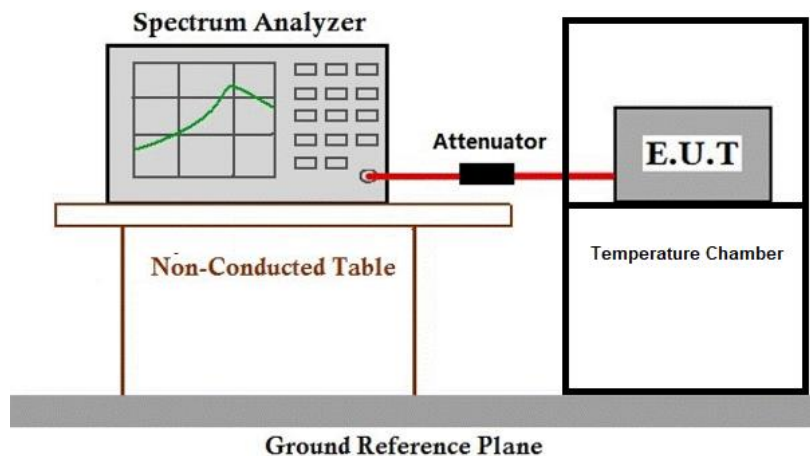 Spectrum Analyzer
Attenuator
E.U.T
Non-Conducted Table
Temperature Chamber
Ground Reference Plane